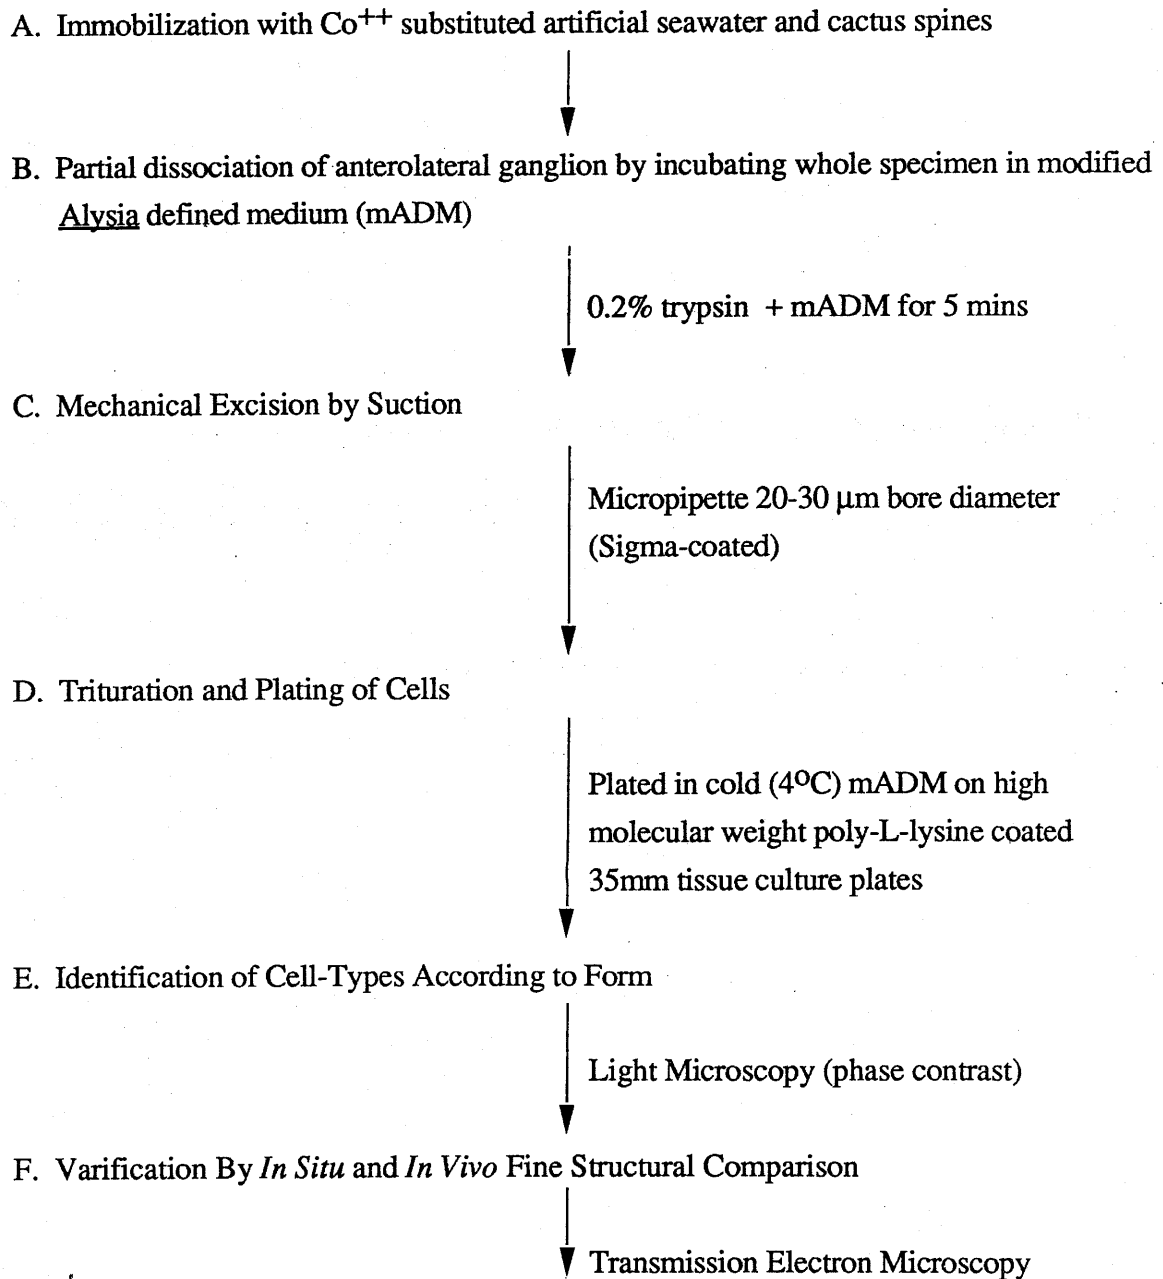 A. Immobilization with Co++ substituted artificial seawater and cactus spines
B. Partial dissociation of anterolateral ganglion by incubating whole specimen in modified
Alysia defined medium (mADM)
0.2% trypsin + mADM for 5 mins
C. Mechanical Excision by Suction
Micropipette 20-30 µm bore diameter
(Sigma-coated)
D. Trituration and Plating of Cells
Plated in cold (4ºC) mADM on high
molecular weight poly-L-lysine coated
35mm tissue culture plates
E. Identification of Cell-Types According to Form
Light Microscopy (phase contrast)
F. Varification By In Situ and In Vivo Fine Structural Comparison
Transmission Electron Microscopy